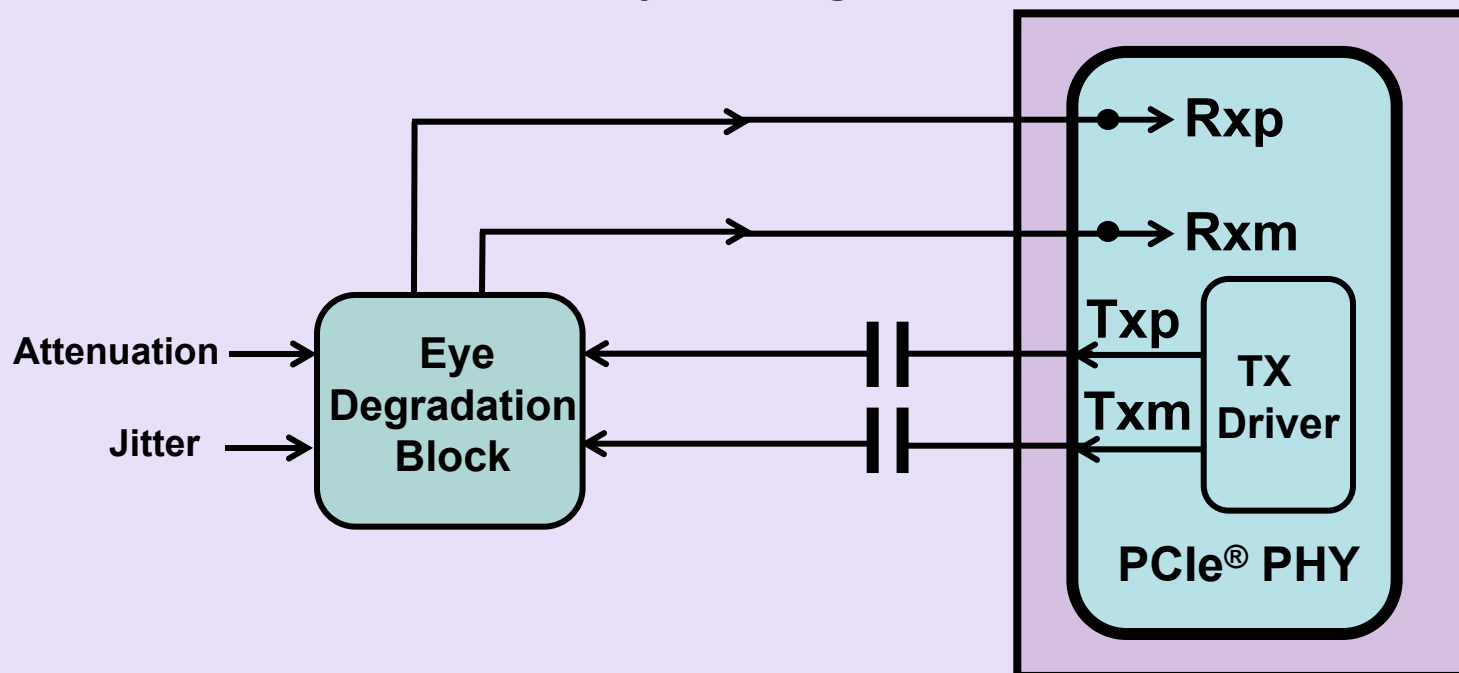 Rxp
Rxm
Txp
Txm
TX
Driver
PCIe® PHY
Attenuation
Jitter
Eye
Degradation
Block